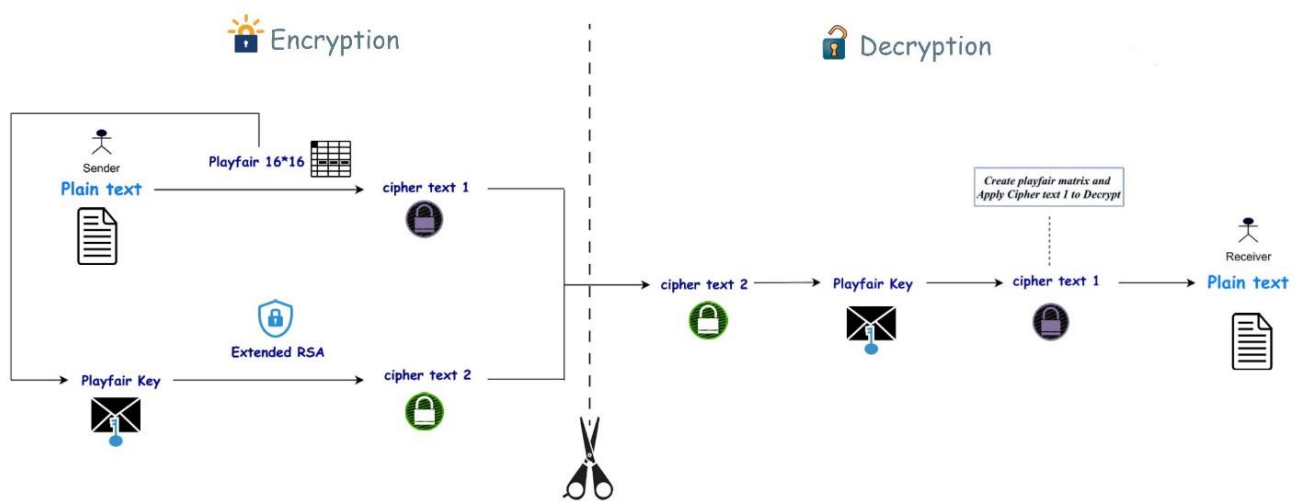 Encryption
Decryption
Sender
Playfair 16*16
Plain text
cipher text 1
Create playfair matrix and
Apply Cipher text 1 to Decrypt
Receiver
cipher text 2
Playfair Key
cipher text 1
Plain text
Extended RSA
Playfair Key
cipher text 2